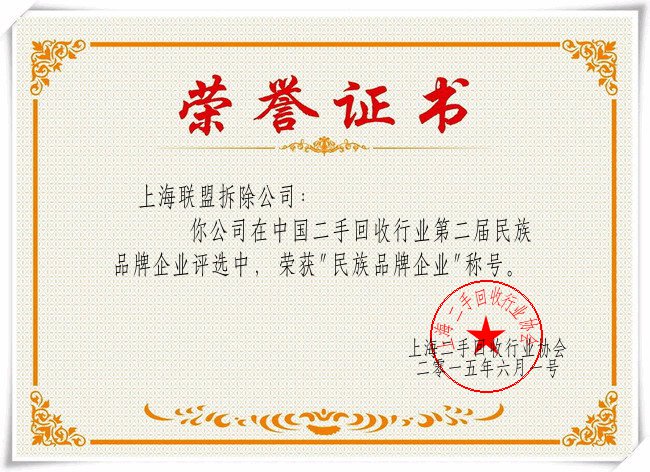 荣誉证书
上海联盟拆除公司：
你公司在中国二手回收行业第二届民族
品牌企业评选中，荣获"民族品牌企业"称号。
上海二手回收行业协会
上海二手回收行业协会
二零一五年六月一号